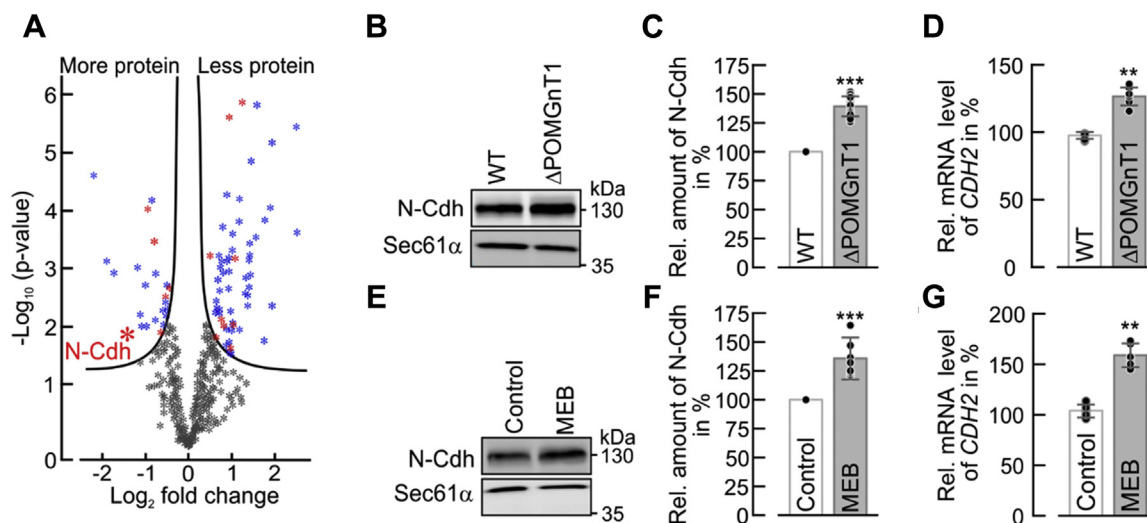 A
More protein
Less protein
6
5
4
3
2
1
0
-Log10 (p-value)
N-Cdh
-2
-1
0
1
2
Log2 fold change
B
WT
ΔPOMGnT1
kDa
N-Cdh
130
Sec61α
35
C
Rel. amount of N-Cdh
in %
175
150
125
100
75
50
25
0
***
WT
ΔPOMGnT1
D
Rel. mRNA level
of CDH2 in %
150
100
50
0
**
WT
ΔPOMGnT1
E
Control
MEB
kDa
N-Cdh
130
Sec61α
35
F
Rel. amount of N-Cdh
in %
175
150
125
100
75
50
25
0
***
Control
MEB
G
Rel. mRNA level
of CDH2 in %
200
150
100
50
0
**
Control
MEB